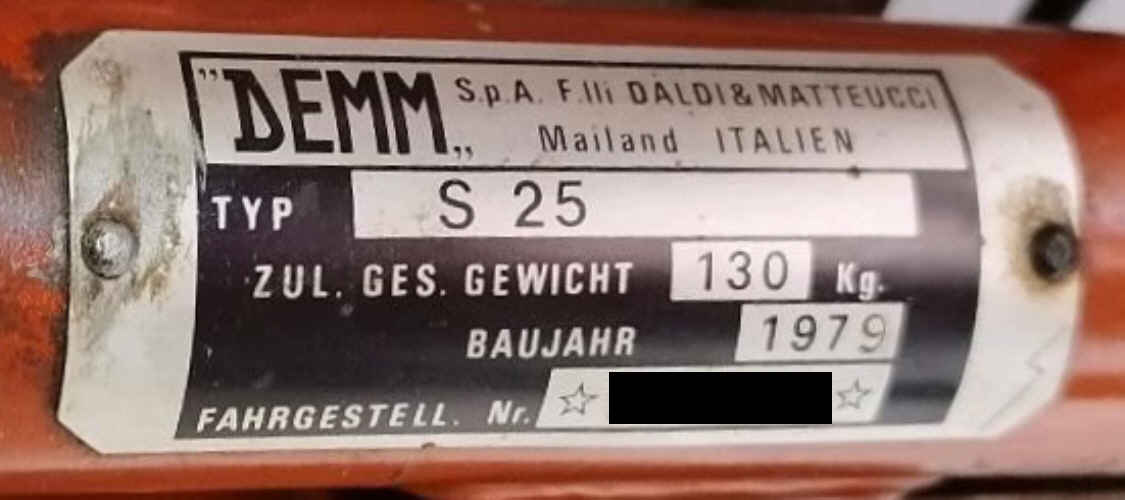 "DEMM„ S.p.A. F.lli DALDI & MATTEUCCI
Mailand ITALIEN
TYP S 25
ZUL. GES. GEWICHT 130 Kg.
BAUJAHR 1979
FAHRGESTELL. Nr. ☆ ☆